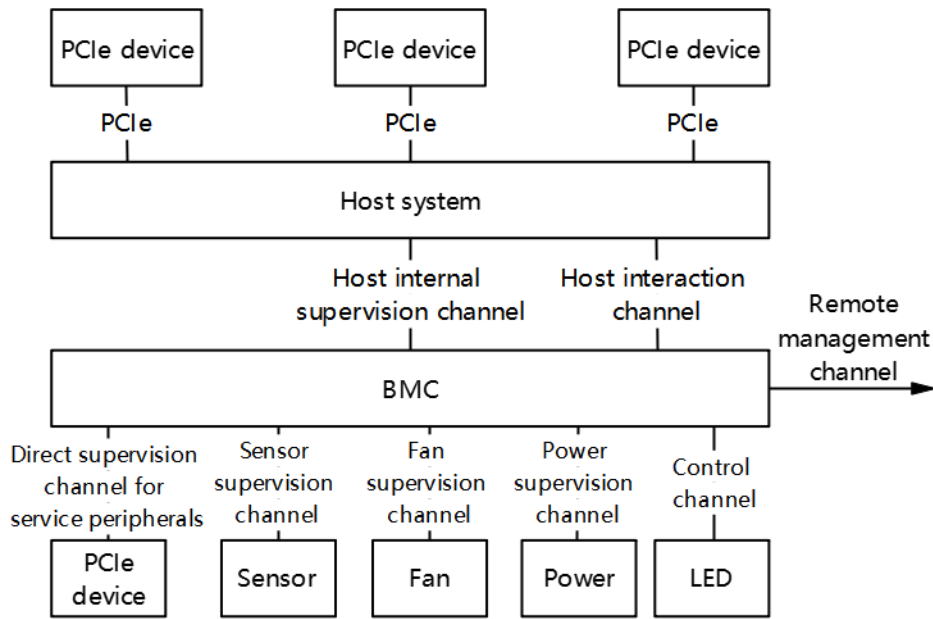 PCIe device
PCIe device
PCIe device
PCIe
PCIe
PCIe
Host system
Host internal
supervision channel
Host interaction
channel
Remote
management
channel
BMC
Direct supervision
channel for
service peripherals
Sensor
supervision
channel
Fan
supervision
channel
Power
supervision
channel
Control
channel
PCIe
device
Sensor
Fan
Power
LED